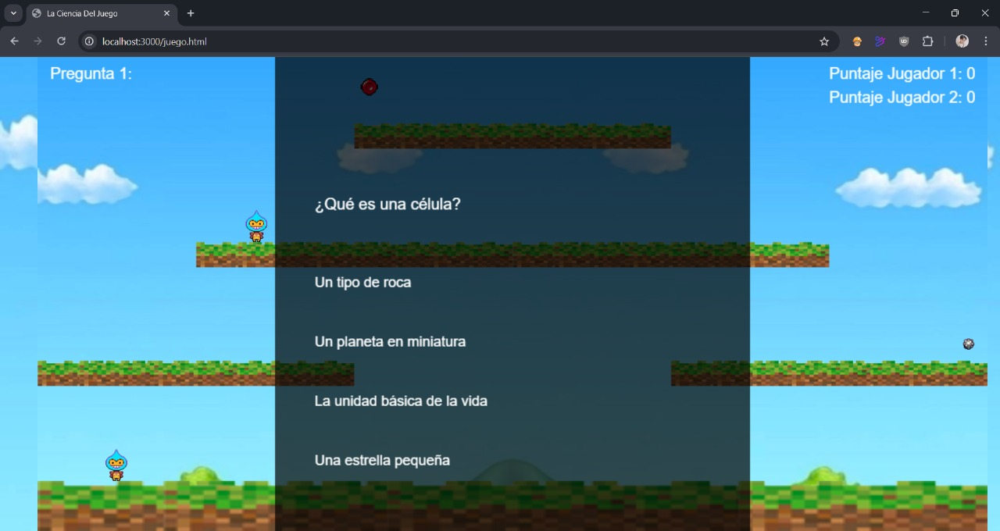 La Ciencia Del Juego
localhost:3000/juego.html
Pregunta 1:
Puntaje Jugador 1: 0
Puntaje Jugador 2: 0
¿Qué es una célula?
Un tipo de roca
Un planeta en miniatura
La unidad básica de la vida
Una estrella pequeña